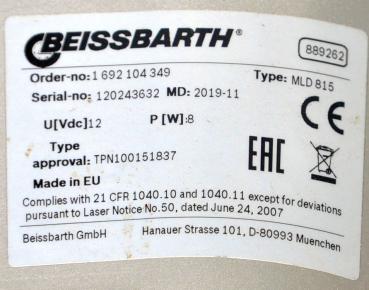 BEISSBARTH®
889262
Order-no: 1 692 104 349
Type: MLD 815
Serial-no: 120243632 MD: 2019-11
U[Vdc]12 P [W]:8
CE
Type
approval: TPN100151837
EAC
Made in EU
Complies with 21 CFR 1040.10 and 1040.11 except for deviations
pursuant to Laser Notice No.50, dated June 24, 2007
Beissbarth GmbH Hanauer Strasse 101, D-80993 Muenchen